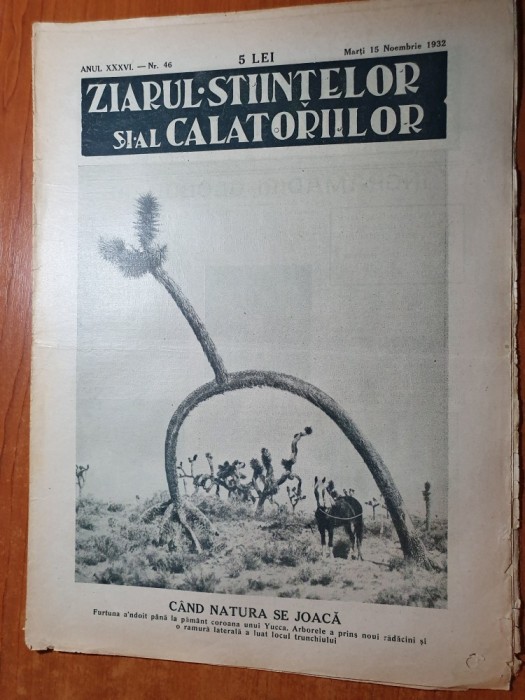 ANUL XXXVI. — Nr. 46
5 LEI
Marți 15 Noembrie 1932
ZIARUL·STIINȚELOR
ȘI·AL CALATORIILOR
CÂND NATURA SE JOACĂ
Furtuna a'ndoit până la pământ coroana unui Yucca. Arborele a prins noui rădăcini și
o ramură laterală a luat locul trunchiului